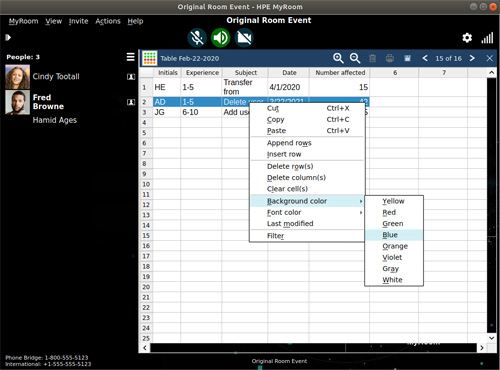 Original Room Event - HPE MyRoom
MyRoom View Invite Actions Help
Original Room Event
People: 3
Cindy Tootall
Fred
Browne
Hamid Ages
Table Feb-22-2020
15 of 16
Initials Experience Subject Date Number affected 6 7
1 HE 1-5 Transfer from 4/1/2020 15
2 AD 1-5 Delete user
3 JG 6-10
4
5
6
7
8
9
10
11
12
13
14
15
16
17
18
19
20
21
22
23
24
25
Cut Ctrl+X
Copy Ctrl+C
Paste Ctrl+V
Append rows
Insert row
Delete row(s)
Delete column(s)
Clear cell(s)
Background color
Font color
Last modified
Filter
Yellow
Red
Green
Blue
Orange
Violet
Gray
White
Phone Bridge: 1-800-555-5123
International: +1-555-555-5123
Original Room Event